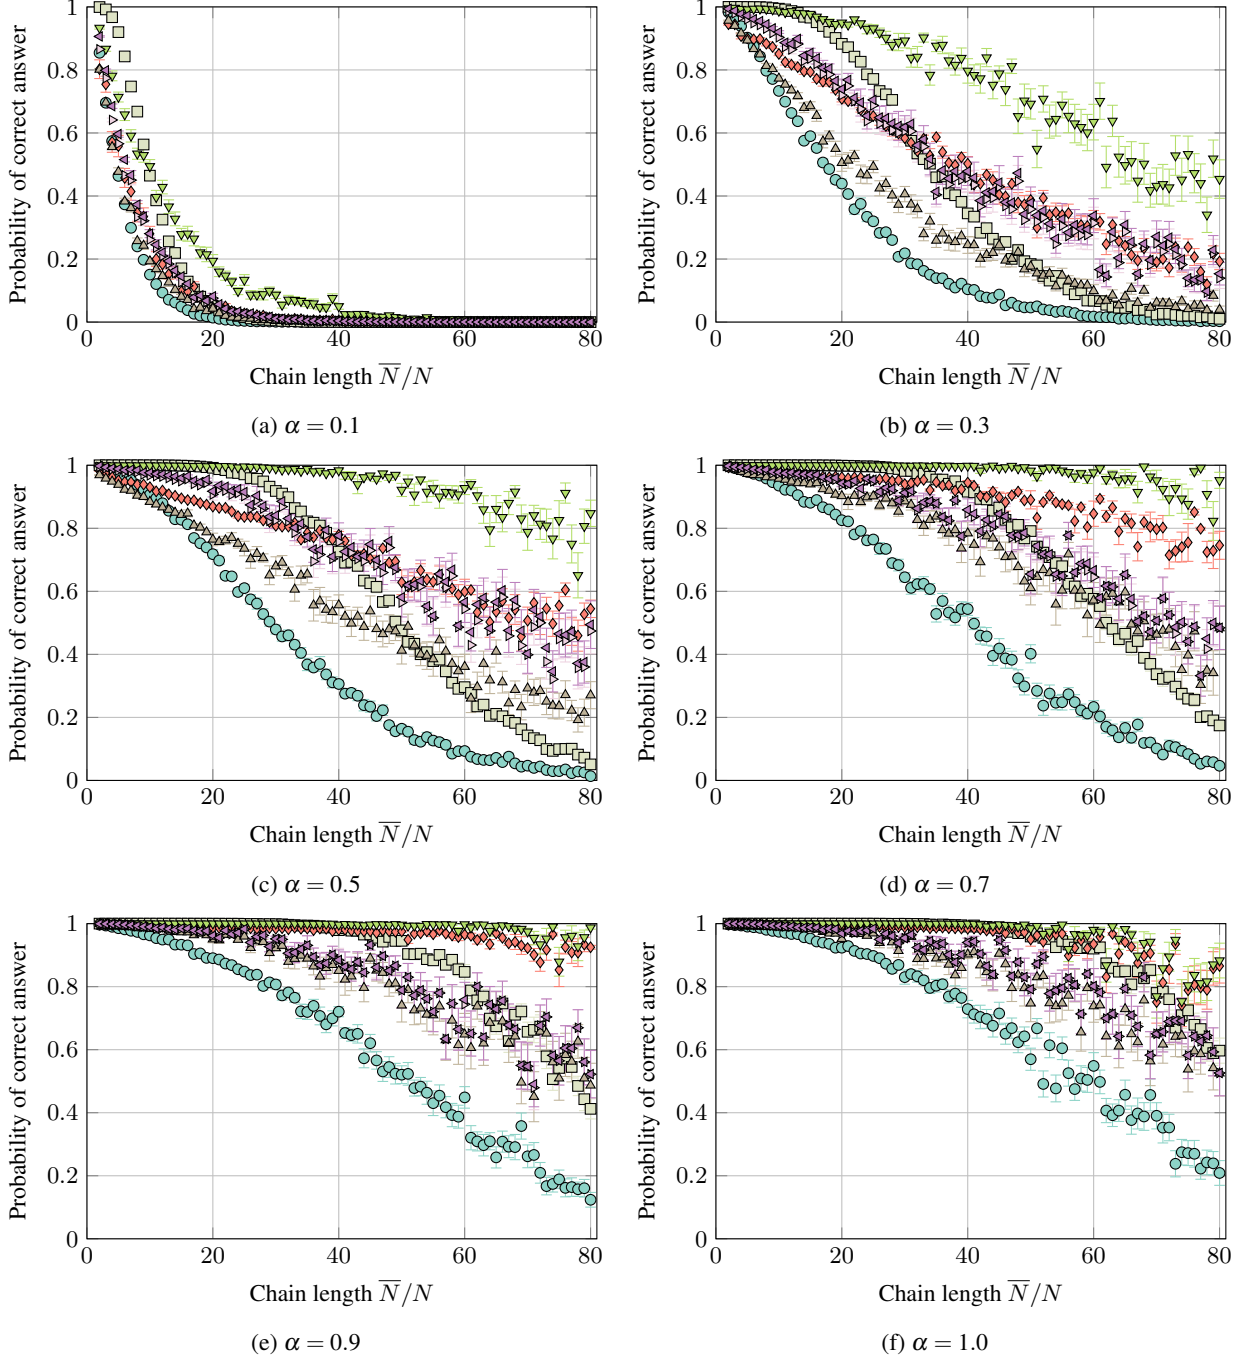 1
0.8
0.6
0.4
0.2
0
0 20 40 60 80
Probability of correct answer
Chain length N̅/N
(a) α = 0.1
1
0.8
0.6
0.4
0.2
0
0 20 40 60 80
Probability of correct answer
Chain length N̅/N
(b) α = 0.3
1
0.8
0.6
0.4
0.2
0
0 20 40 60 80
Probability of correct answer
Chain length N̅/N
(c) α = 0.5
1
0.8
0.6
0.4
0.2
0
0 20 40 60 80
Probability of correct answer
Chain length N̅/N
(d) α = 0.7
1
0.8
0.6
0.4
0.2
0
0 20 40 60 80
Probability of correct answer
Chain length N̅/N
(e) α = 0.9
1
0.8
0.6
0.4
0.2
0
0 20 40 60 80
Probability of correct answer
Chain length N̅/N
(f) α = 1.0